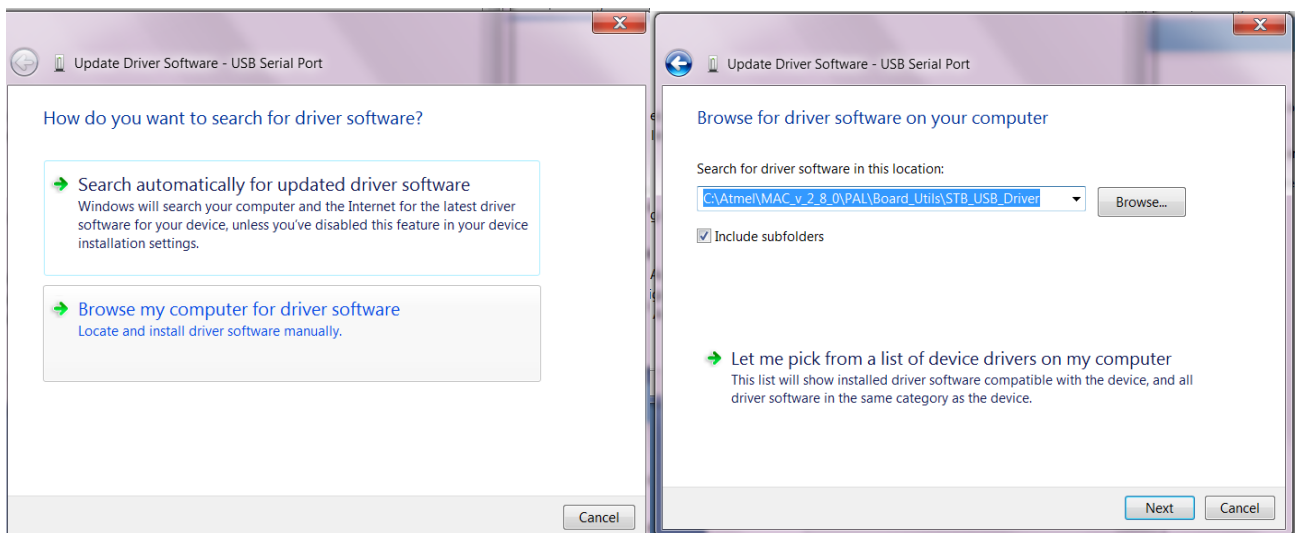 Update Driver Software - USB Serial Port
How do you want to search for driver software?
Search automatically for updated driver software
Windows will search your computer and the Internet for the latest driver
software for your device, unless you've disabled this feature in your device
installation settings.
Browse my computer for driver software
Locate and install driver software manually.
Cancel
Update Driver Software - USB Serial Port
Browse for driver software on your computer
Search for driver software in this location:
C:\Atmel\MAC_v_2_8_0\PAL\Board_Utils\STB_USB_Driver
Browse...
Include subfolders
Let me pick from a list of device drivers on my computer
This list will show installed driver software compatible with the device, and all
driver software in the same category as the device.
Next
Cancel